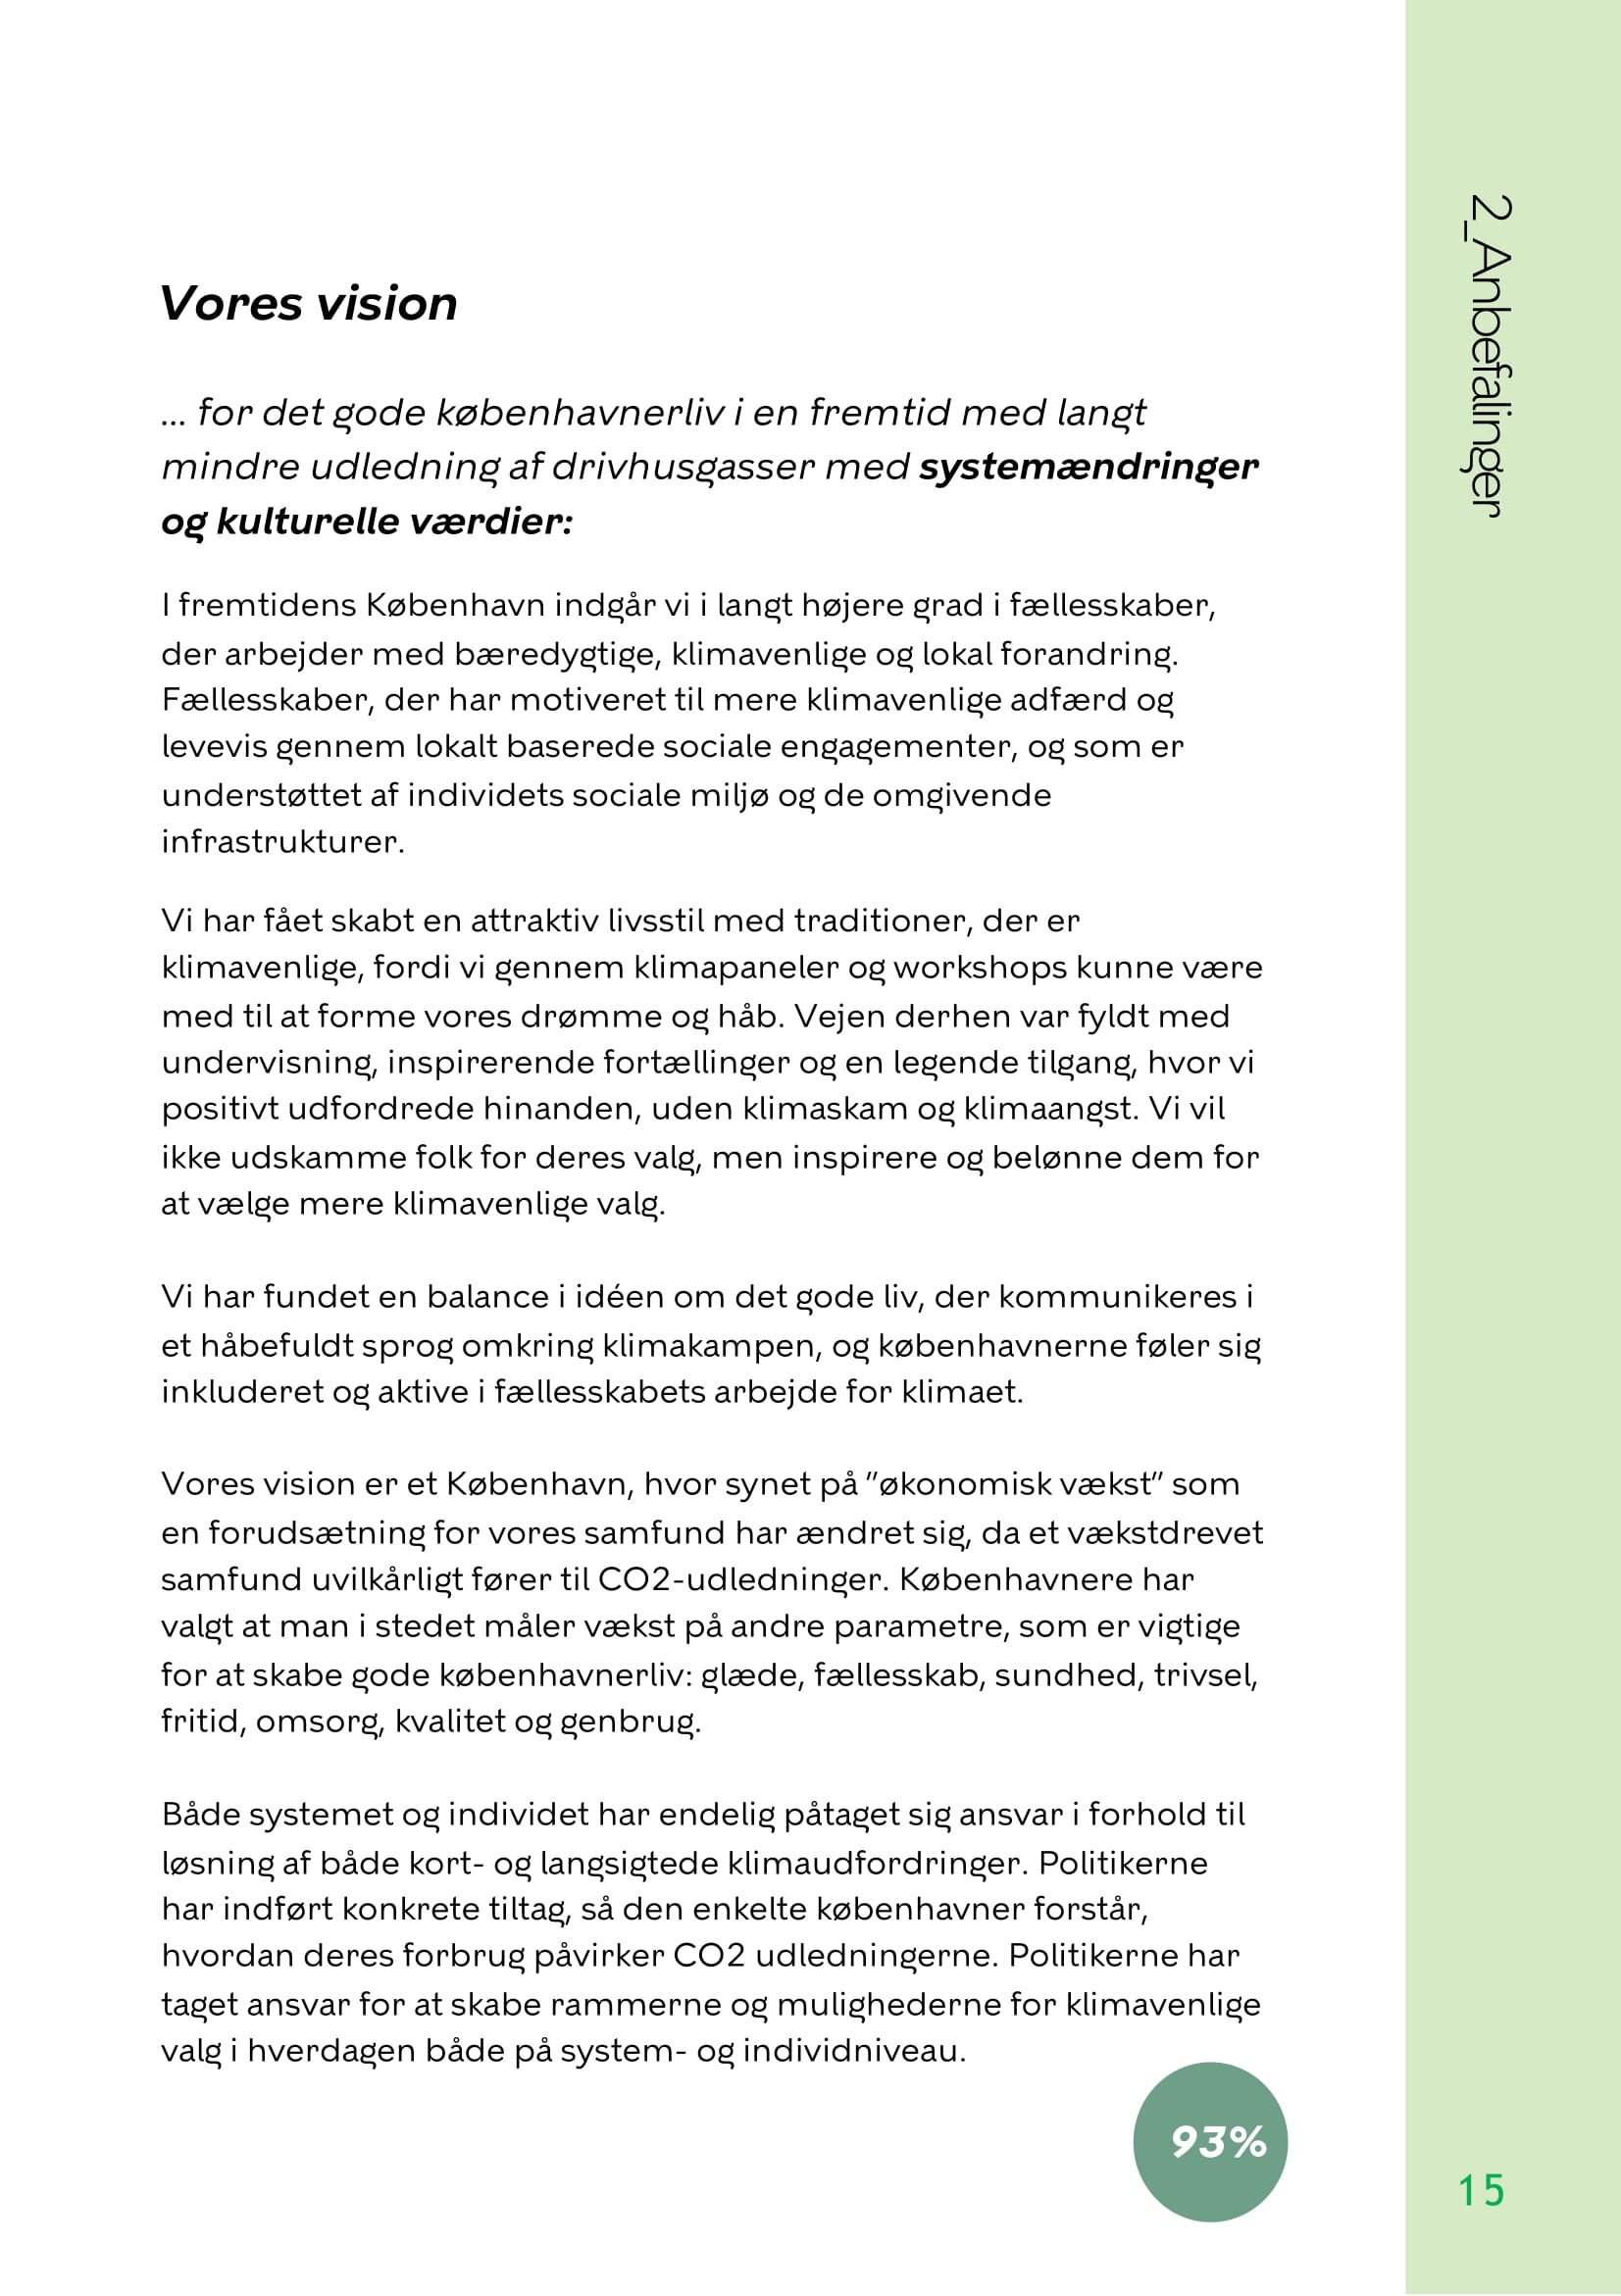 Vores vision
... for det gode københavnerliv i en fremtid med langt
mindre udledning af drivhusgasser med systemændringer
og kulturelle værdier:
I fremtidens København indgår vi i langt højere grad i fællesskaber,
der arbejder med bæredygtige, klimavenlige og lokal forandring.
Fællesskaber, der har motiveret til mere klimavenlige adfærd og
levevis gennem lokalt baserede sociale engagementer, og som er
understøttet af individets sociale miljø og de omgivende
infrastrukturer.
Vi har fået skabt en attraktiv livsstil med traditioner, der er
klimavenlige, fordi vi gennem klimapaneler og workshops kunne være
med til at forme vores drømme og håb. Vejen derhen var fyldt med
undervisning, inspirerende fortællinger og en legende tilgang, hvor vi
positivt udfordrede hinanden, uden klimaskam og klimaangst. Vi vil
ikke udskamme folk for deres valg, men inspirere og belønne dem for
at vælge mere klimavenlige valg.
Vi har fundet en balance i idéen om det gode liv, der kommunikeres i
et håbefuldt sprog omkring klimakampen, og københavnerne føler sig
inkluderet og aktive i fællesskabets arbejde for klimaet.
Vores vision er et København, hvor synet på "økonomisk vækst" som
en forudsætning for vores samfund har ændret sig, da et vækstdrevet
samfund uvilkårligt fører til CO2-udledninger. Københavnere har
valgt at man i stedet måler vækst på andre parametre, som er vigtige
for at skabe gode københavnerliv: glæde, fællesskab, sundhed, trivsel,
fritid, omsorg, kvalitet og genbrug.
Både systemet og individet har endelig påtaget sig ansvar i forhold til
løsning af både kort- og langsigtede klimaudfordringer. Politikerne
har indført konkrete tiltag, så den enkelte københavner forstår,
hvordan deres forbrug påvirker CO2 udledningerne. Politikerne har
taget ansvar for at skabe rammerne og mulighederne for klimavenlige
valg i hverdagen både på system- og individniveau.
93%
2_Anbefalinger
15